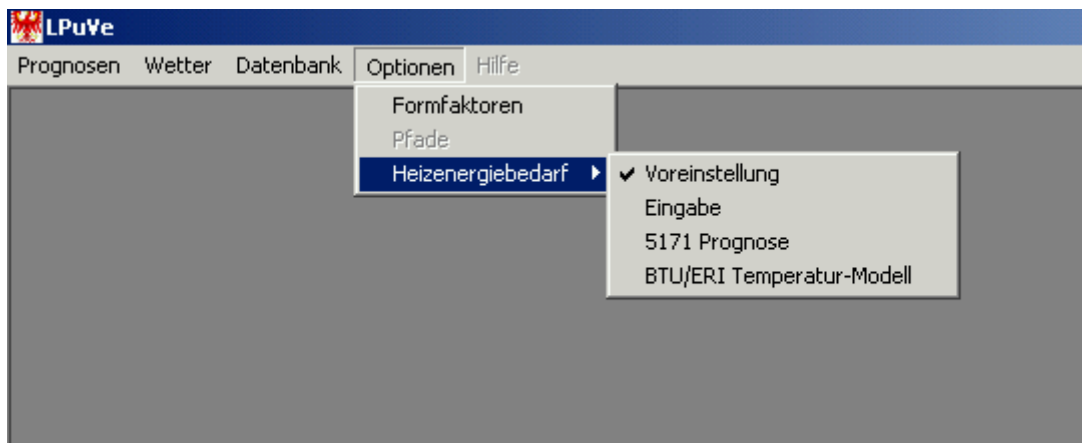 LPuVe
Prognosen Wetter Datenbank Optionen Hilfe
Formfaktoren
Pfade
Heizenergiebedarf
Voreinstellung
Eingabe
5171 Prognose
BTU/ERI Temperatur-Modell